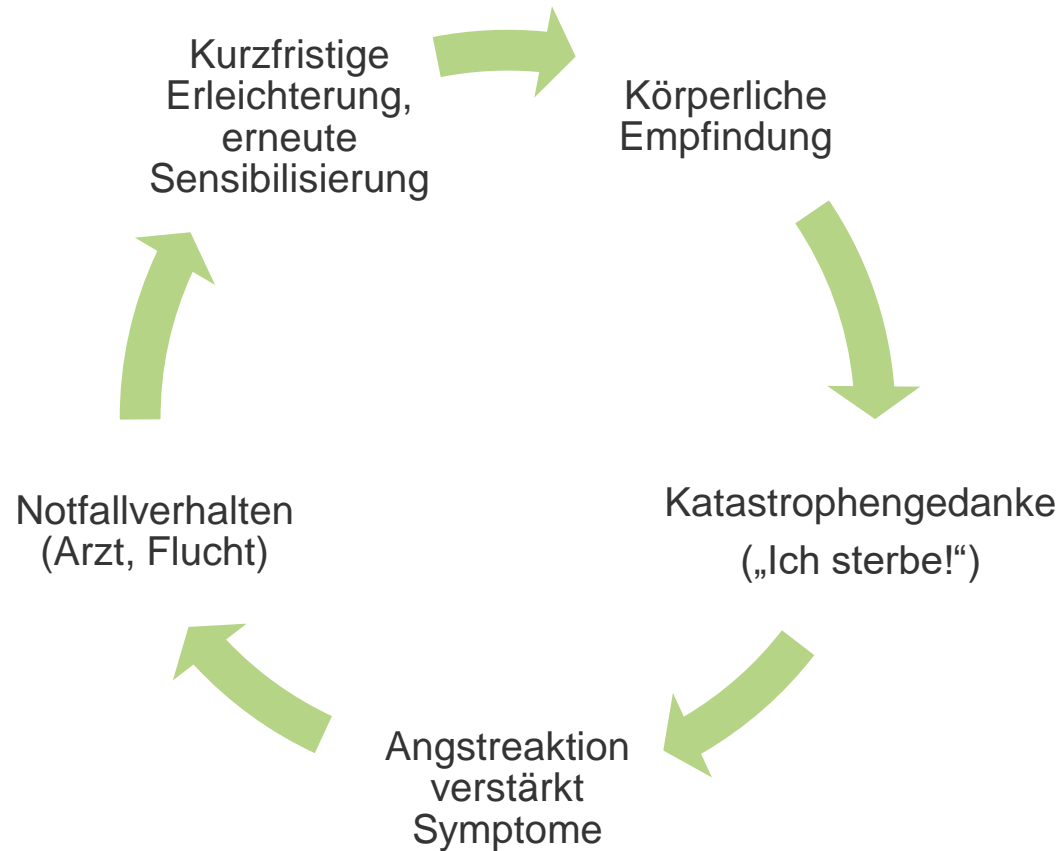 Kurzfristige
Erleichterung,
erneute
Sensibilisierung
Körperliche
Empfindung
Katastrophengedanke
(„Ich sterbe!“)
Angstreaktion
verstärkt
Symptome
Notfallverhalten
(Arzt, Flucht)